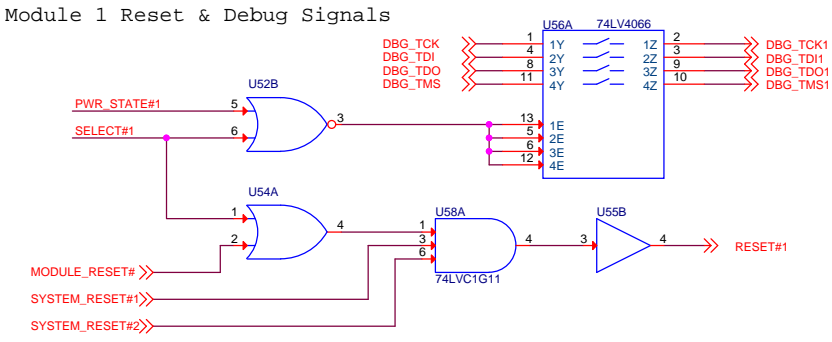 Module 1 Reset & Debug Signals
U56A 74LV4066
DBG_TCK 1 1Y 1Z 2 DBG_TCK1
DBG_TDI 4 2Y 2Z 3 DBG_TDI1
DBG_TDO 8 3Y 3Z 9 DBG_TDO1
DBG_TMS 11 4Y 4Z 10 DBG_TMS1
U52B
PWR_STATE#1 5
3
SELECT#1 6
13 1E
5 2E
6 3E
12 4E
U54A
U58A
U55B
1
4
2
1
3
6
4
3
4
RESET#1
74LVC1G11
MODULE_RESET#
SYSTEM_RESET#1
SYSTEM_RESET#2